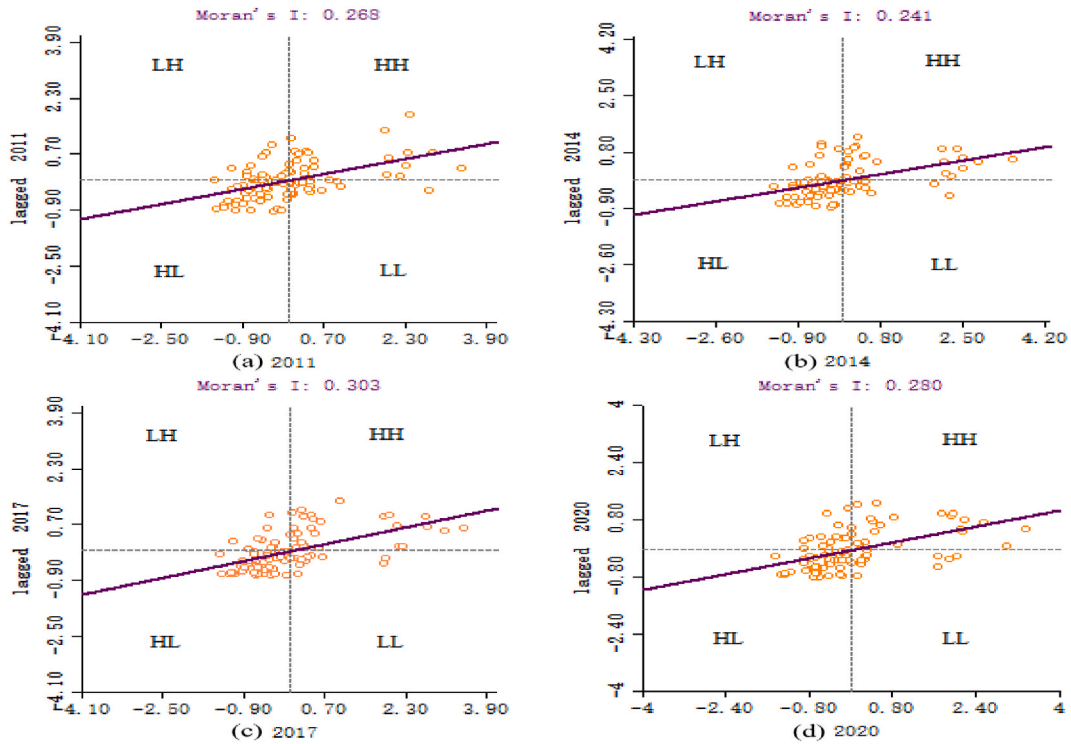 Moran's I: 0.268
3.90
2.30
0.70
-0.90
-2.50
-4.10
lagged 2011
LH
HH
HL
LL
-4.10 -2.50 -0.90 0.70 2.30 3.90
(a) 2011
Moran's I: 0.241
4.20
2.50
0.80
-0.90
-2.60
-4.30
lagged 2014
LH
HH
HL
LL
-4.30 -2.60 -0.90 0.80 2.50 4.20
(b) 2014
Moran's I: 0.303
3.90
2.30
0.70
-0.90
-2.50
-4.10
lagged 2017
LH
HH
HL
LL
-4.10 -2.50 -0.90 0.70 2.30 3.90
(c) 2017
Moran's I: 0.280
4
2.40
0.80
-0.80
-2.40
-4
lagged 2020
LH
HH
HL
LL
-4 -2.40 -0.80 0.80 2.40 4
(d) 2020